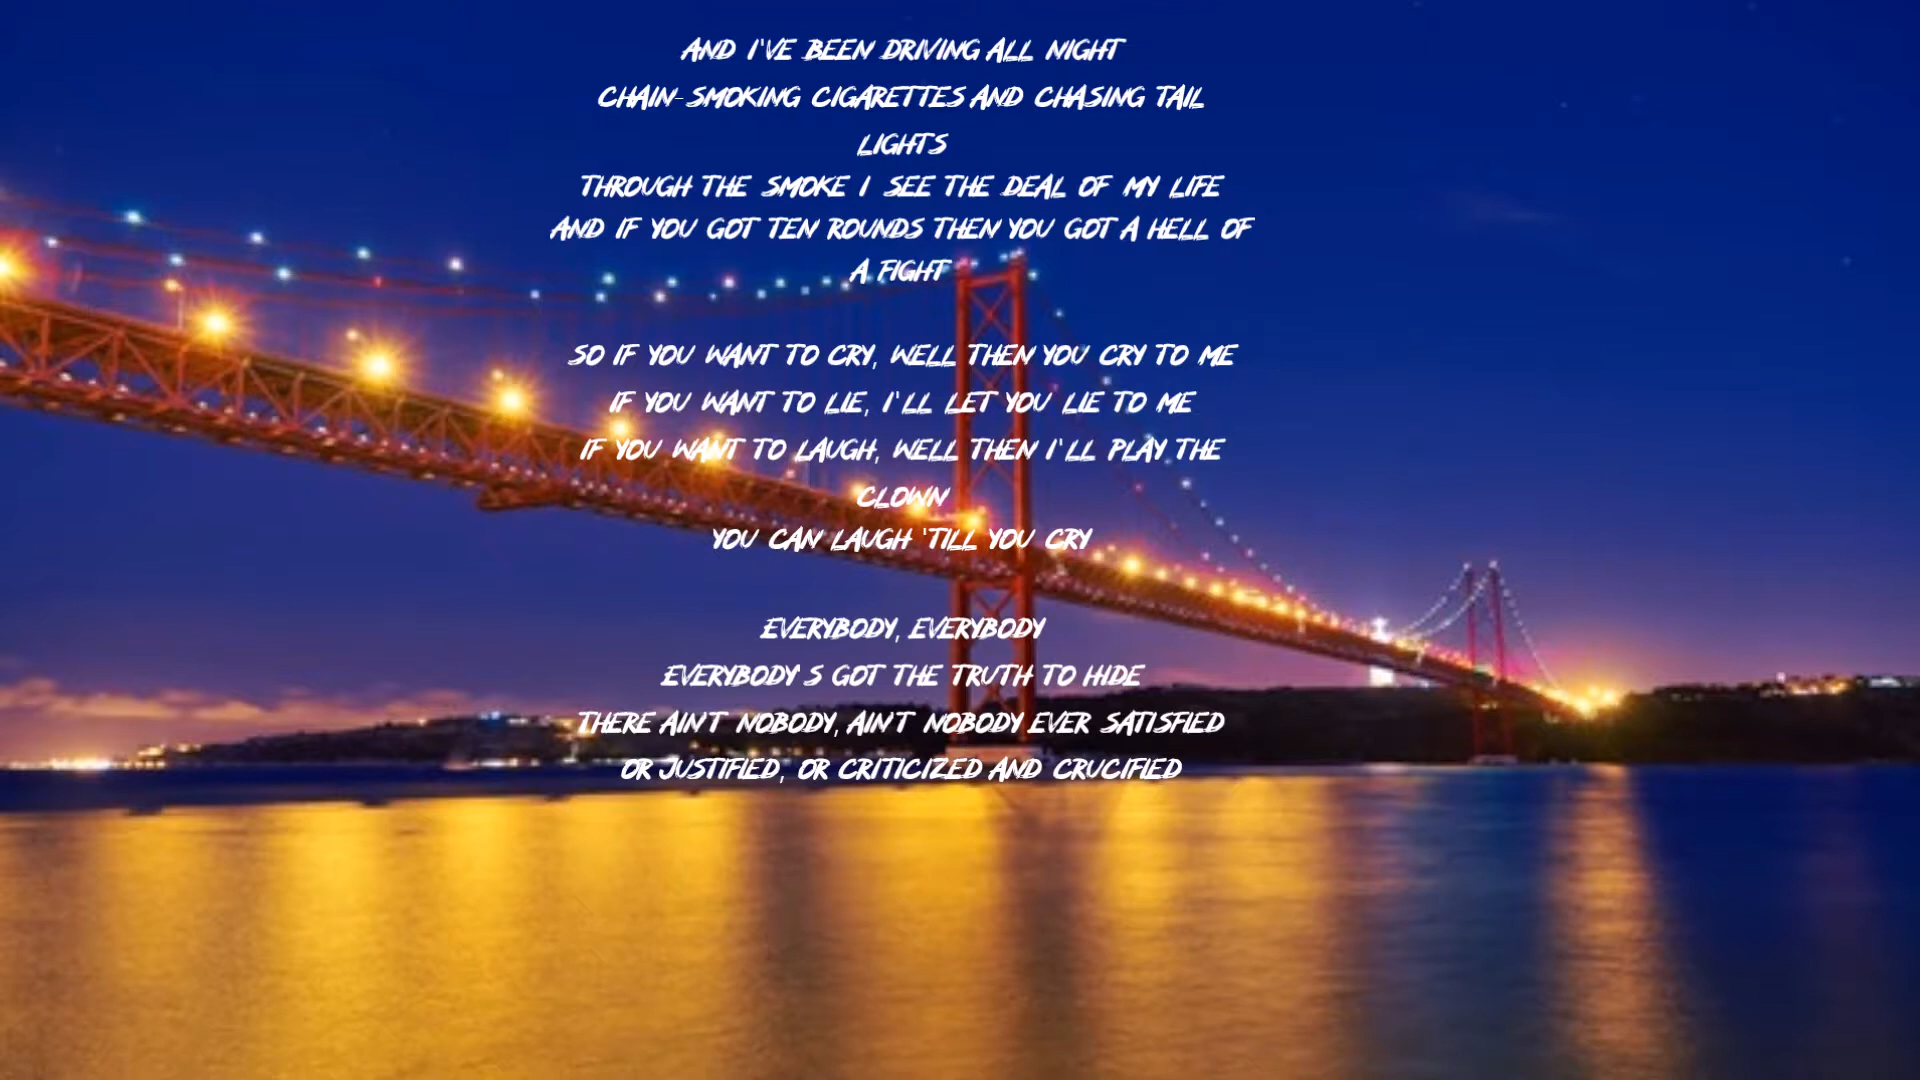 AND I'VE BEEN DRIVING ALL NIGHT
CHAIN-SMOKING CIGARETTES AND CHASING TAIL
LIGHTS
THROUGH THE SMOKE I SEE THE DEAL OF MY LIFE
AND IF YOU GOT TEN ROUNDS THEN YOU GOT A HELL OF
A FIGHT
SO IF YOU WANT TO CRY, WELL THEN YOU CRY TO ME
IF YOU WANT TO LIE, I'LL LET YOU LIE TO ME
IF YOU WANT TO LAUGH, WELL THEN I'LL PLAY THE
CLOWN
YOU CAN LAUGH 'TILL YOU CRY
EVERYBODY, EVERYBODY
EVERYBODY'S GOT THE TRUTH TO HIDE
THERE AIN'T NOBODY, AIN'T NOBODY EVER SATISFIED
OR JUSTIFIED, OR CRITICIZED AND CRUCIFIED